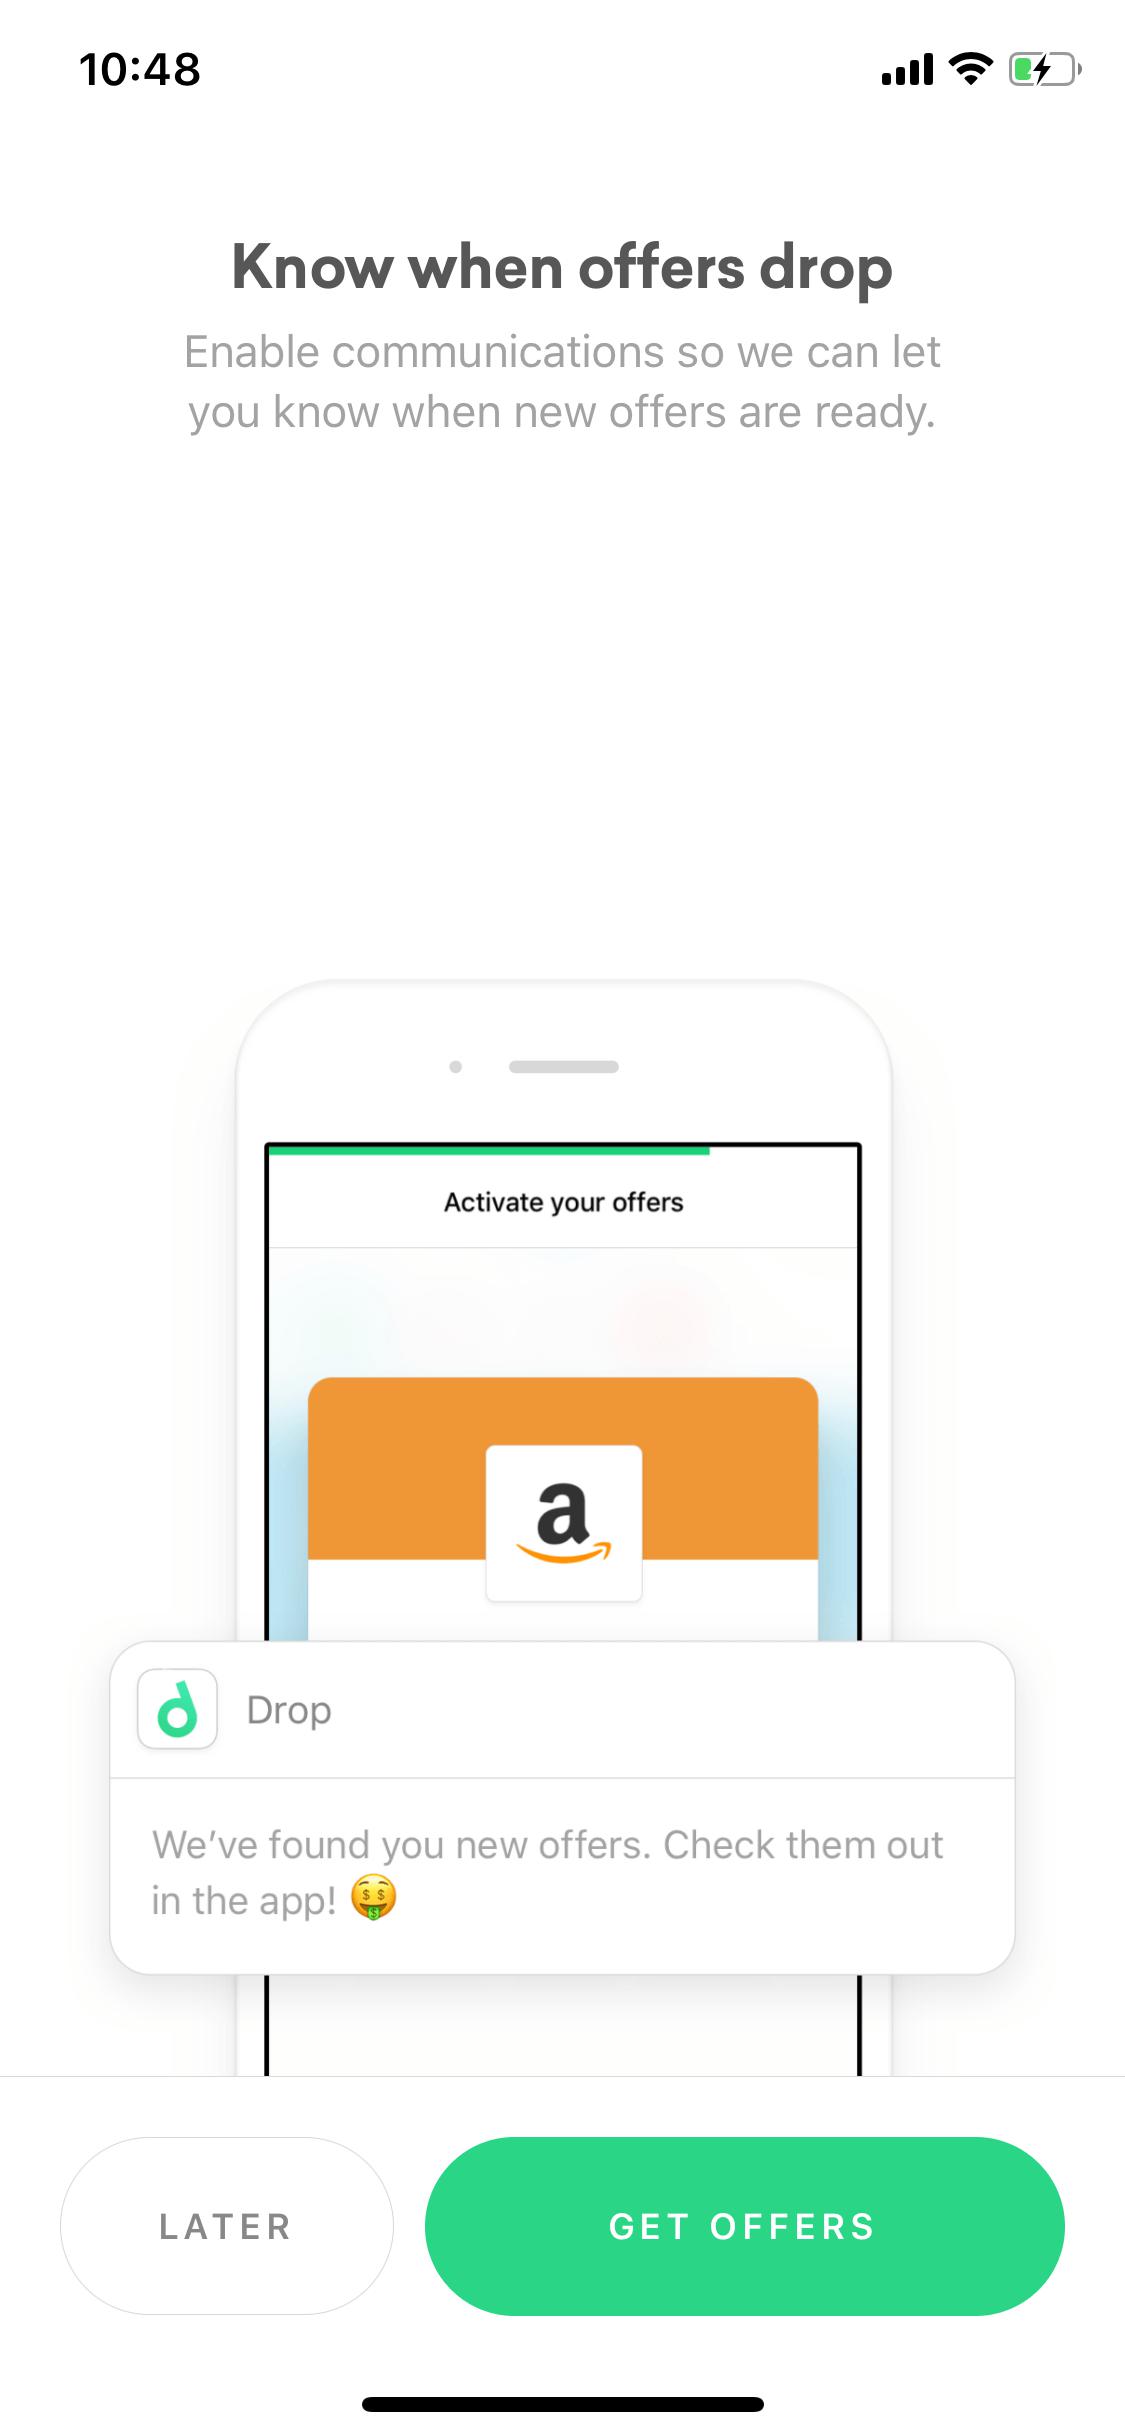 10:48
Know when offers drop
Enable communications so we can let
you know when new offers are ready.
Activate your offers
a
Drop
We’ve found you new offers. Check them out
in the app! 🤑
LATER
GET OFFERS